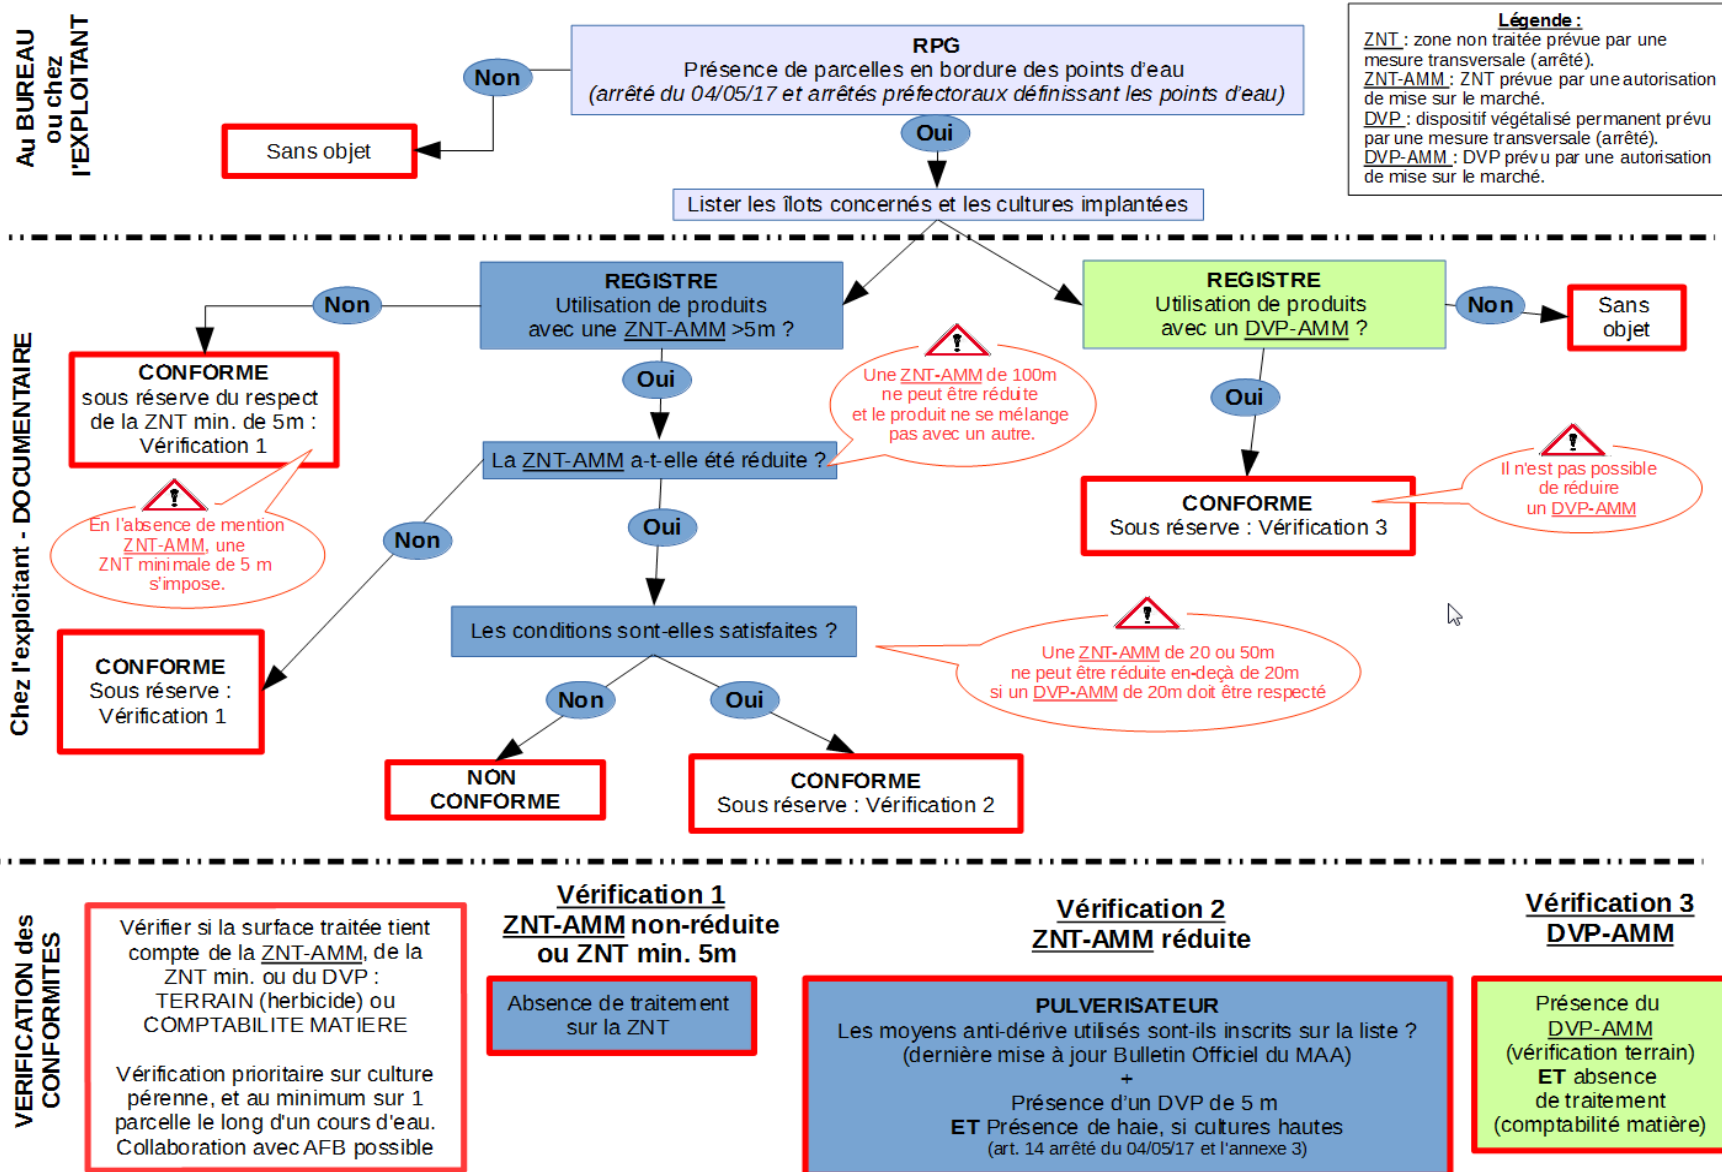 Au BUREAU
ou chez
l'EXPLOITANT
RPG
Présence de parcelles en bordure des points d'eau
(arrêté du 04/05/17 et arrêtés préfectoraux définissant les points d'eau)
Non
Oui
Sans objet
Lister les îlots concernés et les cultures implantées
Légende :
ZNT : zone non traitée prévue par une
mesure transversale (arrêté).
ZNT-AMM : ZNT prévue par une autorisation
de mise sur le marché.
DVP : dispositif végétalisé permanent prévu
par une mesure transversale (arrêté).
DVP-AMM : DVP prévu par une autorisation
de mise sur le marché.
Chez l'exploitant - DOCUMENTAIRE
REGISTRE
Utilisation de produits
avec une ZNT-AMM >5m ?
Non
Oui
CONFORME
sous réserve du respect
de la ZNT min. de 5m :
Vérification 1
En l'absence de mention
ZNT-AMM, une
ZNT minimale de 5 m
s'impose.
Une ZNT-AMM de 100m
ne peut être réduite
et le produit ne se mélange
pas avec un autre.
La ZNT-AMM a-t-elle été réduite ?
Non
Oui
CONFORME
Sous réserve :
Vérification 1
Les conditions sont-elles satisfaites ?
Une ZNT-AMM de 20 ou 50m
ne peut être réduite en-deçà de 20m
si un DVP-AMM de 20m doit être respecté
Non
Oui
NON
CONFORME
CONFORME
Sous réserve : Vérification 2
REGISTRE
Utilisation de produits
avec un DVP-AMM ?
Non
Sans
objet
Oui
CONFORME
Sous réserve : Vérification 3
Il n'est pas possible
de réduire
un DVP-AMM
VERIFICATION des
CONFORMITES
Vérifier si la surface traitée tient
compte de la ZNT-AMM, de la
ZNT min. ou du DVP :
TERRAIN (herbicide) ou
COMPTABILITE MATIERE
Vérification prioritaire sur culture
pérenne, et au minimum sur 1
parcelle le long d'un cours d'eau.
Collaboration avec AFB possible
Vérification 1
ZNT-AMM non-réduite
ou ZNT min. 5m
Absence de traitement
sur la ZNT
Vérification 2
ZNT-AMM réduite
PULVERISATEUR
Les moyens anti-dérive utilisés sont-ils inscrits sur la liste ?
(dernière mise à jour Bulletin Officiel du MAA)
+
Présence d'un DVP de 5 m
ET Présence de haie, si cultures hautes
(art. 14 arrêté du 04/05/17 et l'annexe 3)
Vérification 3
DVP-AMM
Présence du
DVP-AMM
(vérification terrain)
ET absence
de traitement
(comptabilité matière)